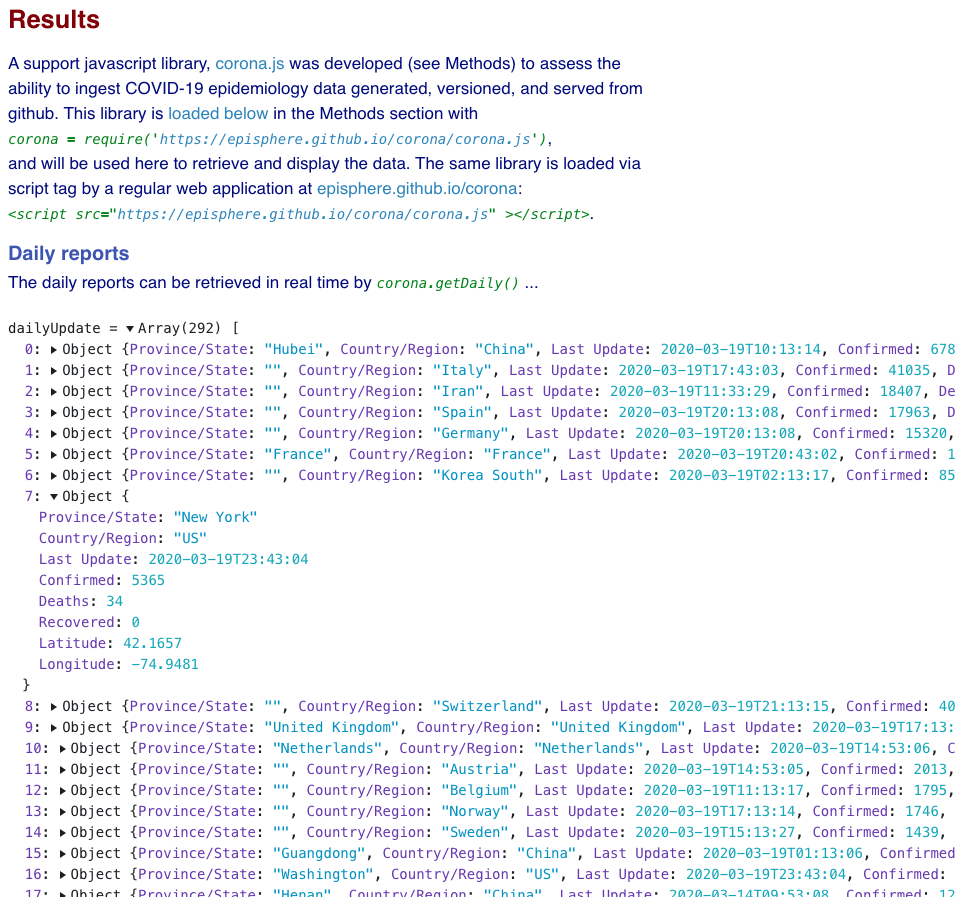 Results
A support javascript library, corona.js was developed (see Methods) to assess the
ability to ingest COVID-19 epidemiology data generated, versioned, and served from
github. This library is loaded below in the Methods section with
corona = require('https://episphere.github.io/corona/corona.js'),
and will be used here to retrieve and display the data. The same library is loaded via
script tag by a regular web application at episphere.github.io/corona:
<script src="https://episphere.github.io/corona/corona.js" ></script>.
Daily reports
The daily reports can be retrieved in real time by corona.getDaily() ...
dailyUpdate = ▼Array(292) [
0: ▶Object {Province/State: "Hubei", Country/Region: "China", Last Update: 2020-03-19T10:13:14, Confirmed: 678
1: ▶Object {Province/State: "", Country/Region: "Italy", Last Update: 2020-03-19T17:43:03, Confirmed: 41035, D
2: ▶Object {Province/State: "", Country/Region: "Iran", Last Update: 2020-03-19T11:33:29, Confirmed: 18407, De
3: ▶Object {Province/State: "", Country/Region: "Spain", Last Update: 2020-03-19T20:13:08, Confirmed: 17963, D
4: ▶Object {Province/State: "", Country/Region: "Germany", Last Update: 2020-03-19T20:13:08, Confirmed: 15320,
5: ▶Object {Province/State: "France", Country/Region: "France", Last Update: 2020-03-19T20:43:02, Confirmed: 1
6: ▶Object {Province/State: "", Country/Region: "Korea South", Last Update: 2020-03-19T02:13:17, Confirmed: 85
7: ▼Object {
Province/State: "New York"
Country/Region: "US"
Last Update: 2020-03-19T23:43:04
Confirmed: 5365
Deaths: 34
Recovered: 0
Latitude: 42.1657
Longitude: -74.9481
}
8: ▶Object {Province/State: "", Country/Region: "Switzerland", Last Update: 2020-03-19T21:13:15, Confirmed: 40
9: ▶Object {Province/State: "United Kingdom", Country/Region: "United Kingdom", Last Update: 2020-03-19T17:13:
10: ▶Object {Province/State: "Netherlands", Country/Region: "Netherlands", Last Update: 2020-03-19T14:53:06, C
11: ▶Object {Province/State: "", Country/Region: "Austria", Last Update: 2020-03-19T14:53:05, Confirmed: 2013,
12: ▶Object {Province/State: "", Country/Region: "Belgium", Last Update: 2020-03-19T11:13:17, Confirmed: 1795,
13: ▶Object {Province/State: "", Country/Region: "Norway", Last Update: 2020-03-19T17:13:14, Confirmed: 1746,
14: ▶Object {Province/State: "", Country/Region: "Sweden", Last Update: 2020-03-19T15:13:27, Confirmed: 1439,
15: ▶Object {Province/State: "Guangdong", Country/Region: "China", Last Update: 2020-03-19T01:13:06, Confirmed
16: ▶Object {Province/State: "Washington", Country/Region: "US", Last Update: 2020-03-19T23:43:04, Confirmed:
17: ▶Object {Province/State: "Henan", Country/Region: "China", Last Update: 2020-03-14T09:53:08, Confirmed: 12